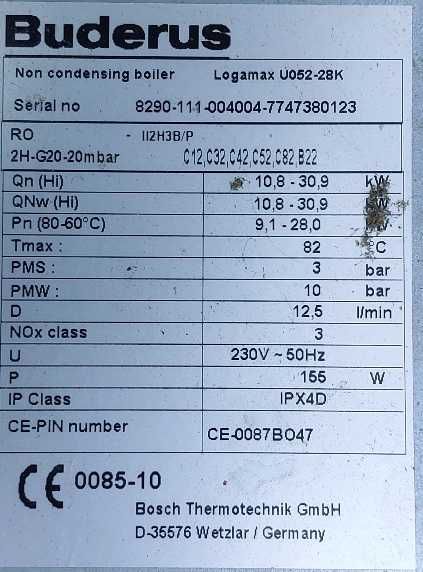 Buderus
Non condensing boiler Logamax U052-28K
Serial no 8290-111-004004-7747380123
RO - II2H3B/P
2H-G20-20mbar C12,C32,C42,C52,C82,B22
Qn (Hi) 10,8 - 30,9 kW
QNw (Hi) 10,8 - 30,9 kW
Pn (80-60°C) 9,1 - 28,0
Tmax : 82 C
PMS : 3 bar
PMW : 10 bar
D 12,5 l/min
NOx class 3
U 230V ~ 50Hz
P 155 W
IP Class IPX4D
CE-PIN number CE-0087BO47
CE 0085-10
Bosch Thermotechnik GmbH
D-35576 Wetzlar / Germany